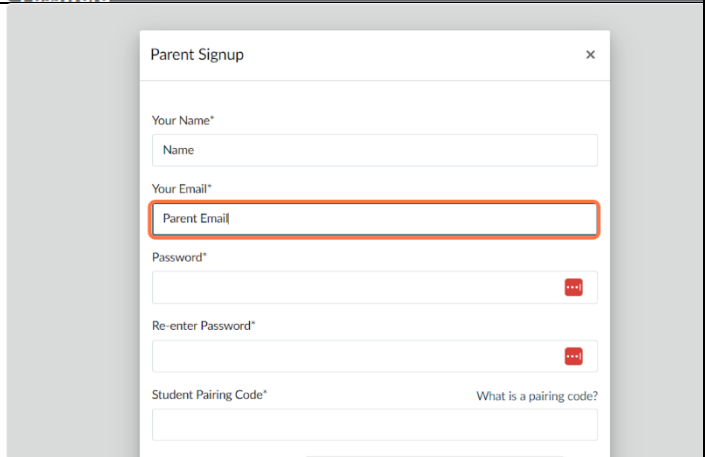 Password
Parent Signup ×
Your Name*
Name
Your Email*
Parent Email
Password*
Re-enter Password*
Student Pairing Code* What is a pairing code?